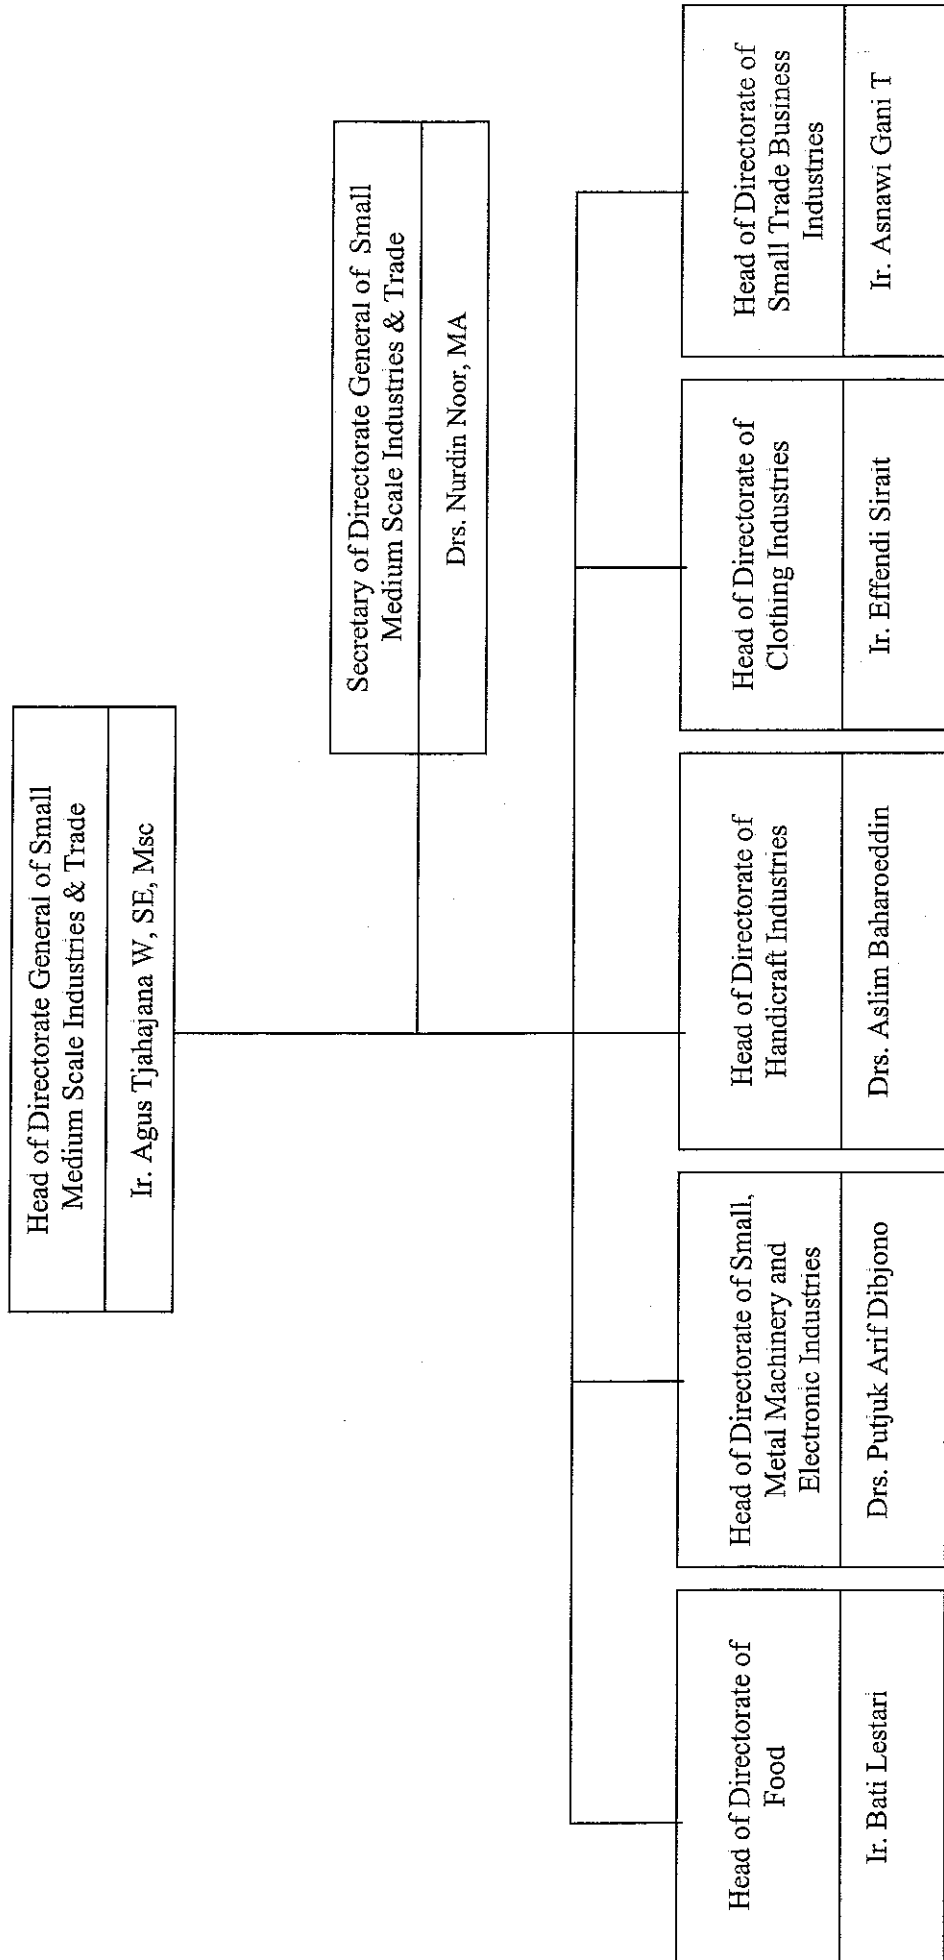 Head of Directorate General of Small
Medium Scale Industries & Trade
Ir. Agus Tjahajana W, SE, Msc
Secretary of Directorate General of Small
Medium Scale Industries & Trade
Drs. Nurdin Noor, MA
Head of Directorate of
Food
Ir. Bati Lestari
Head of Directorate of Small,
Metal Machinery and
Electronic Industries
Drs. Putjuk Arif Dibjono
Head of Directorate of
Handicraft Industries
Drs. Aslim Baharoeddin
Head of Directorate of
Clothing Industries
Ir. Effendi Sirait
Head of Directorate of
Small Trade Business
Industries
Ir. Asnawi Gani T